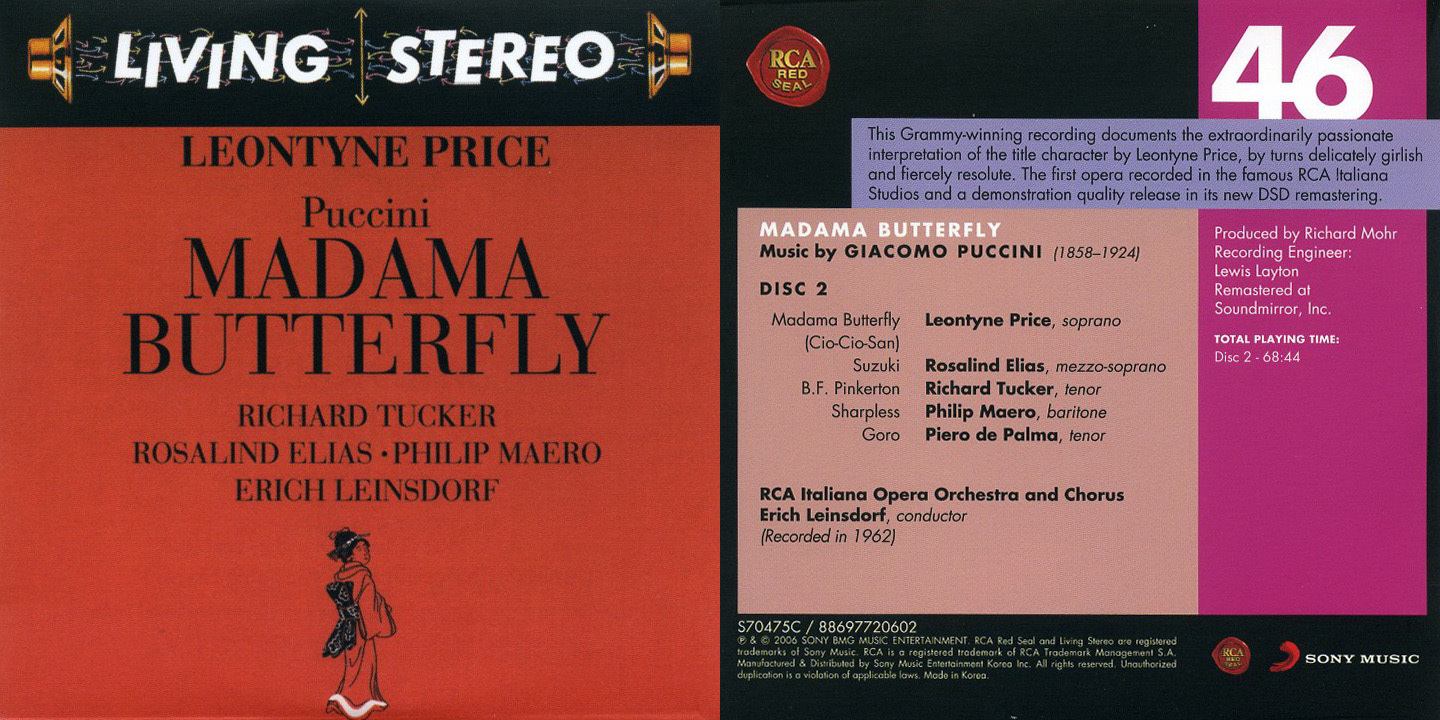 LIVING STEREO
LEONTYNE PRICE
Puccini
MADAMA
BUTTERFLY
RICHARD TUCKER
ROSALIND ELIAS • PHILIP MAERO
ERICH LEINSDORF
RCA
RED
SEAL
46
This Grammy-winning recording documents the extraordinarily passionate
interpretation of the title character by Leontyne Price, by turns delicately girlish
and fiercely resolute. The first opera recorded in the famous RCA Italiana
Studios and a demonstration quality release in its new DSD remastering.
MADAMA BUTTERFLY
Music by GIACOMO PUCCINI (1858–1924)
DISC 2
Madama Butterfly Leontyne Price, soprano
(Cio-Cio-San)
Suzuki Rosalind Elias, mezzo-soprano
B.F. Pinkerton Richard Tucker, tenor
Sharpless Philip Maero, baritone
Goro Piero de Palma, tenor
RCA Italiana Opera Orchestra and Chorus
Erich Leinsdorf, conductor
(Recorded in 1962)
Produced by Richard Mohr
Recording Engineer:
Lewis Layton
Remastered at
Soundmirror, Inc.
TOTAL PLAYING TIME:
Disc 2 - 68:44
S70475C / 88697720602
℗ & © 2006 SONY BMG MUSIC ENTERTAINMENT. RCA Red Seal and Living Stereo are registered
trademarks of Sony Music. RCA is a registered trademark of RCA Trademark Management S.A.
Manufactured & Distributed by Sony Music Entertainment Korea Inc. All rights reserved. Unauthorized
duplication is a violation of applicable laws. Made in Korea.
RCA
RED
SEAL
SONY MUSIC